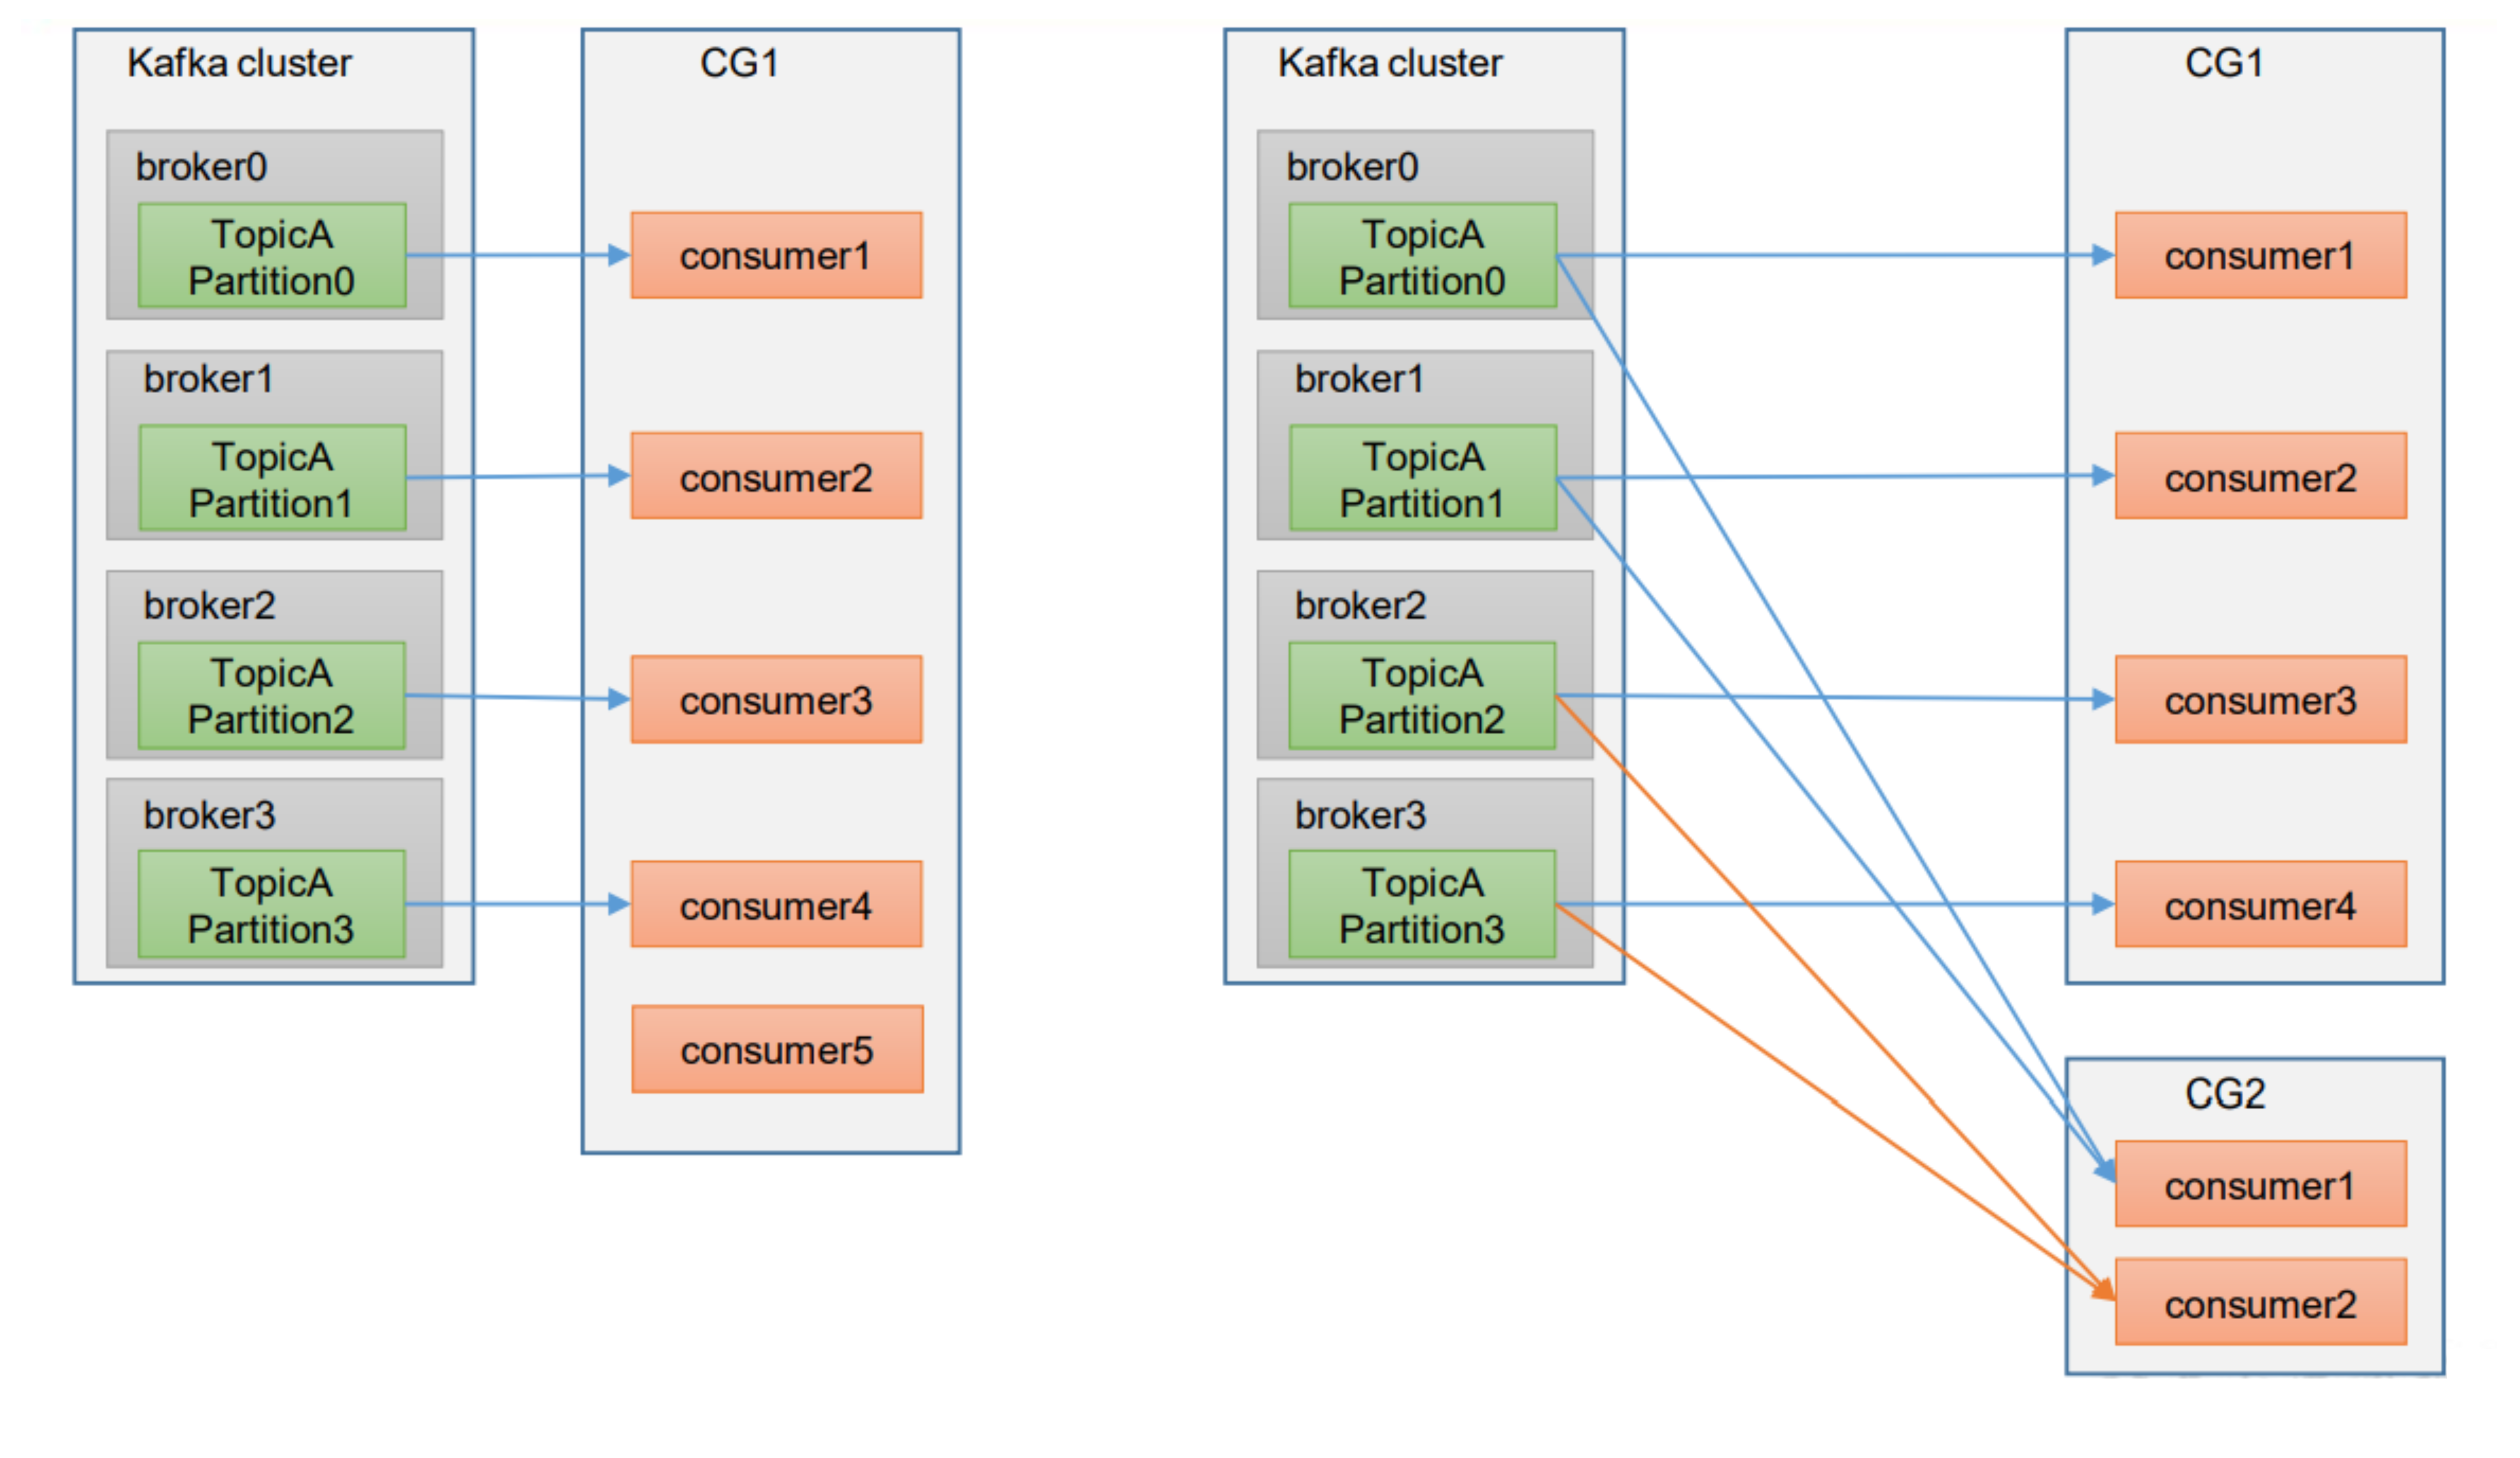 Kafka cluster
broker0
TopicA
Partition0
broker1
TopicA
Partition1
broker2
TopicA
Partition2
broker3
TopicA
Partition3
CG1
consumer1
consumer2
consumer3
consumer4
consumer5
Kafka cluster
broker0
TopicA
Partition0
broker1
TopicA
Partition1
broker2
TopicA
Partition2
broker3
TopicA
Partition3
CG1
consumer1
consumer2
consumer3
consumer4
CG2
consumer1
consumer2